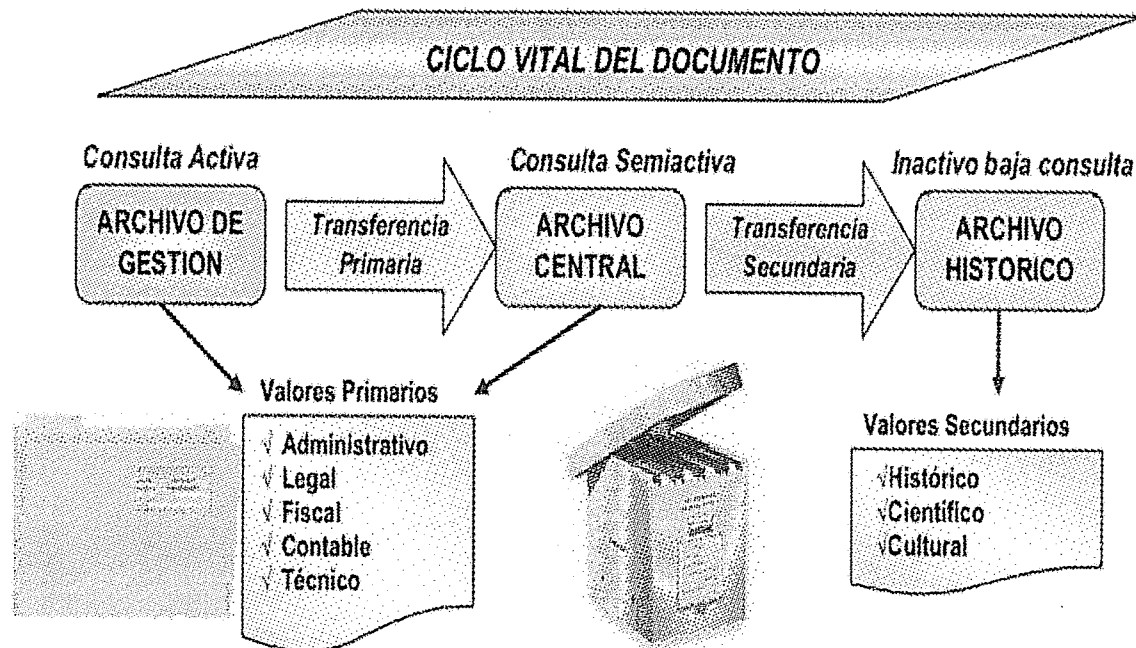 CICLO VITAL DEL DOCUMENTO
Consulta Activa
ARCHIVO DE
GESTION
Transferencia
Primaria
Consulta Semiactiva
ARCHIVO
CENTRAL
Transferencia
Secundaria
Inactivo baja consulta
ARCHIVO
HISTORICO
Valores Primarios
√ Administrativo
√ Legal
√ Fiscal
√ Contable
√ Técnico
Valores Secundarios
√Histórico
√Científico
√Cultural